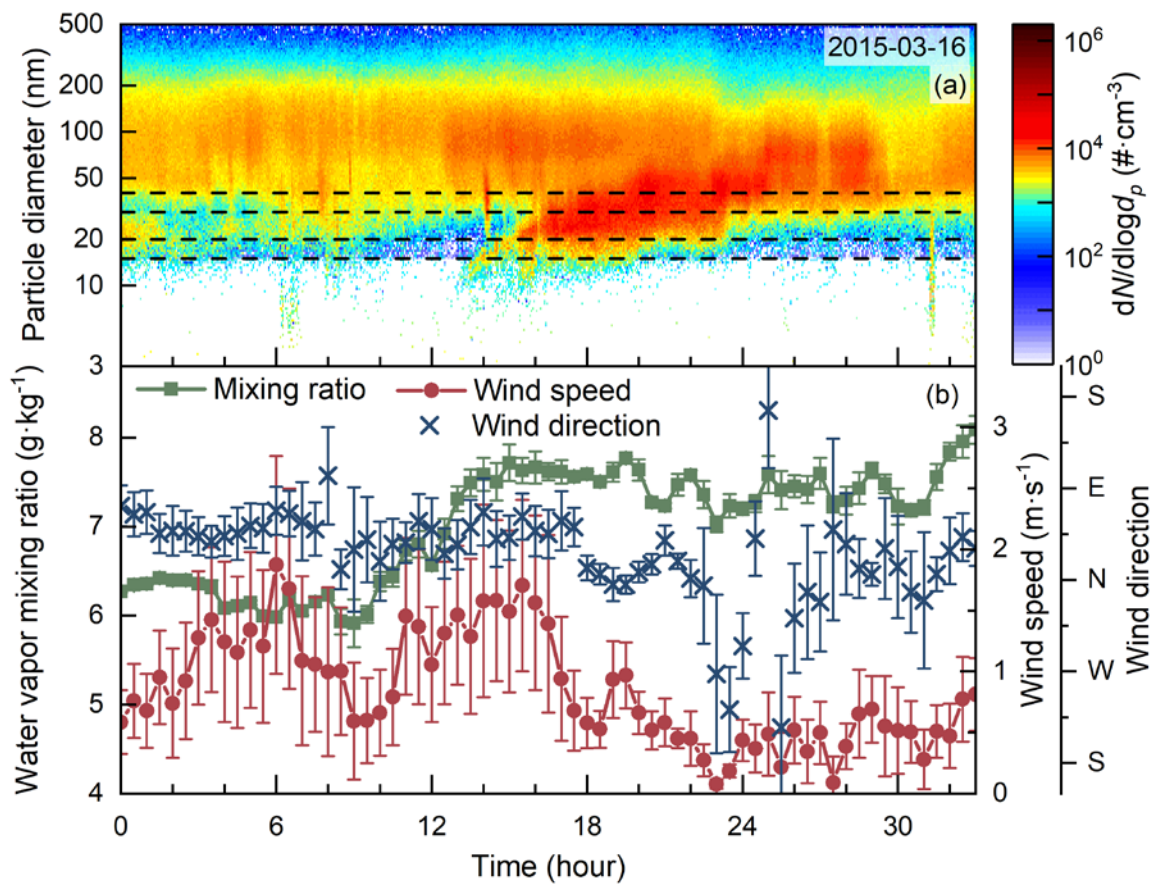 500
200
100
50
20
10
3
Particle diameter (nm)
2015-03-16
(a)
10⁶
10⁴
10²
10⁰
dN/dlogdₚ (#·cm⁻³)
Mixing ratio
Wind speed
Wind direction
(b)
8
7
6
5
4
Water vapor mixing ratio (g·kg⁻¹)
3
2
1
0
Wind speed (m·s⁻¹)
S
E
N
W
S
Wind direction
0 6 12 18 24 30
Time (hour)